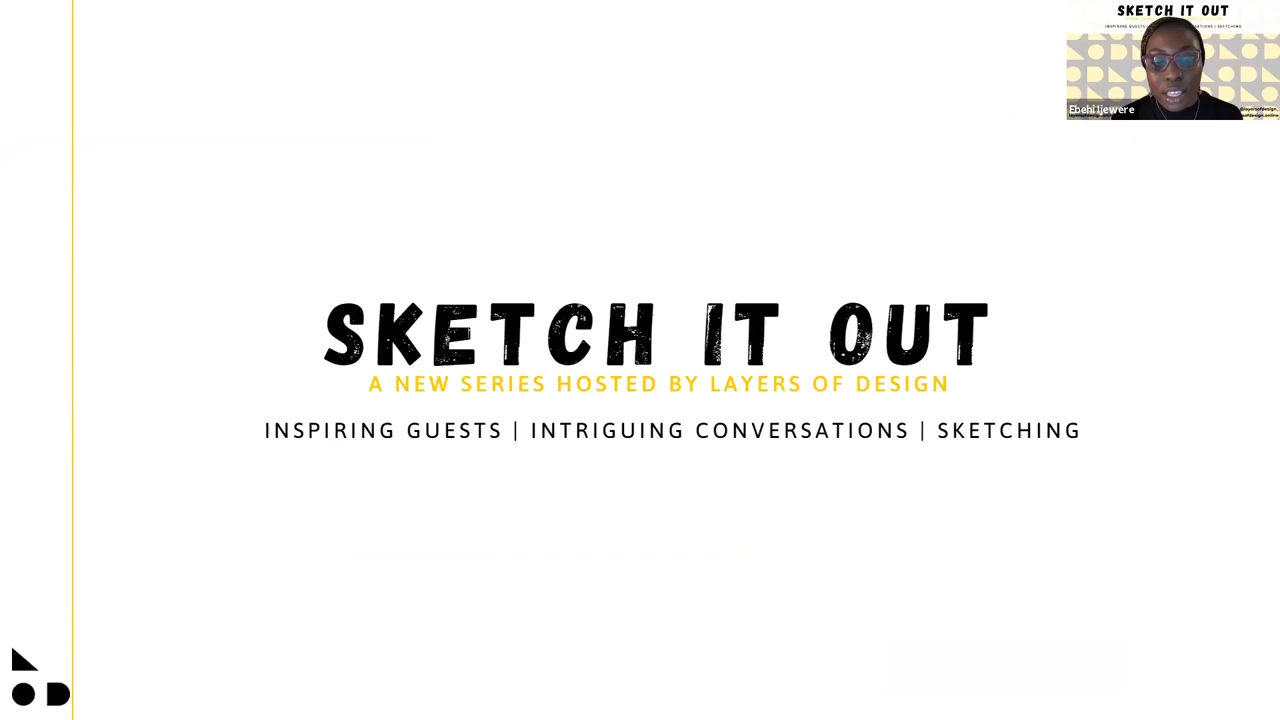 SKETCH IT OUT
Ebehi Ijewere
SKETCH IT OUT
A NEW SERIES HOSTED BY LAYERS OF DESIGN
INSPIRING GUESTS | INTRIGUING CONVERSATIONS | SKETCHING